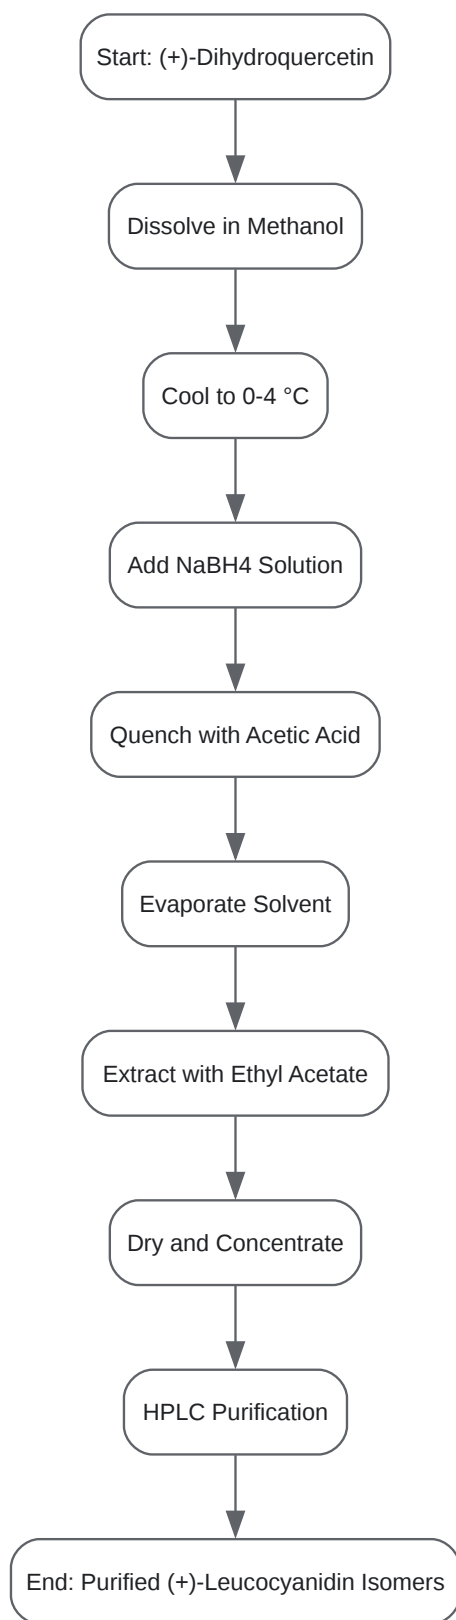 Start: (+)-Dihydroquercetin
Dissolve in Methanol
Cool to 0-4 °C
Add NaBH4 Solution
Quench with Acetic Acid
Evaporate Solvent
Extract with Ethyl Acetate
Dry and Concentrate
HPLC Purification
End: Purified (+)-Leucocyanidin Isomers